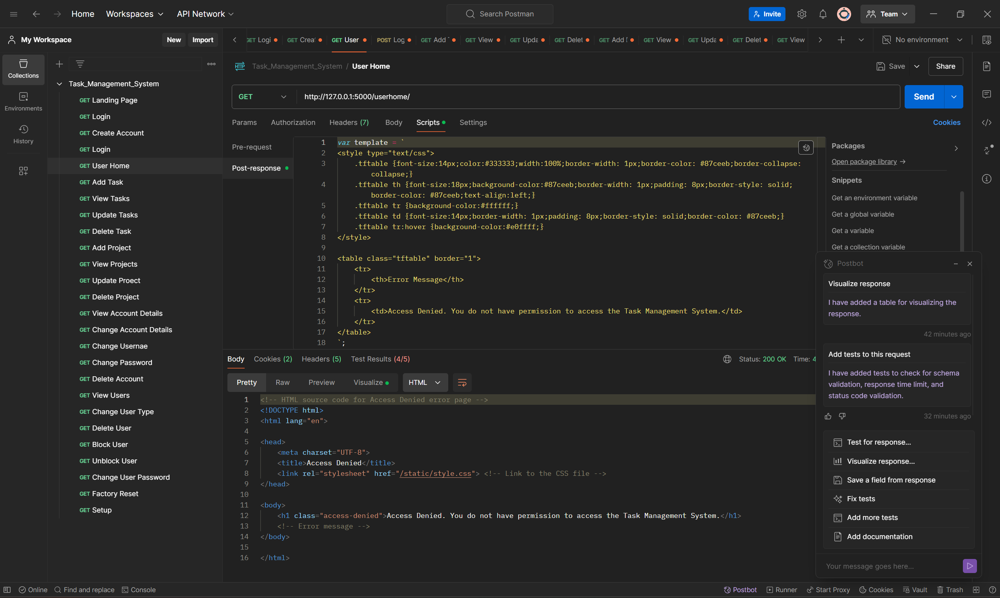 Home Workspaces API Network
Search Postman
Invite
Team
My Workspace
New Import
GET Logi GET Crea GET User POST Log GET Add GET View GET Upda GET Delet GET Add GET View GET Upda GET Delet GET View
No environment
Collections
Environments
History
Task_Management_System
GET Landing Page
GET Login
GET Create Account
GET Login
GET User Home
GET Add Task
GET View Tasks
GET Update Tasks
GET Delete Task
GET Add Project
GET View Projects
GET Update Proect
GET Delete Project
GET View Account Details
GET Change Account Details
GET Change Usernae
GET Change Password
GET Delete Account
GET View Users
GET Change User Type
GET Delete User
GET Block User
GET Unblock User
GET Change User Password
GET Factory Reset
GET Setup
HTTP Task_Management_System / User Home
Save
Share
GET http://127.0.0.1:5000/userhome/
Send
Params Authorization Headers (7) Body Scripts Settings
Cookies
Pre-request
Post-response
1 var template = `
2 <style type="text/css">
3 .tftable {font-size:14px;color:#333333;width:100%;border-width: 1px;border-color: #87ceeb;border-collapse:
collapse;}
4 .tftable th {font-size:18px;background-color:#87ceeb;border-width: 1px;padding: 8px;border-style: solid;
border-color: #87ceeb;text-align:left;}
5 .tftable tr {background-color:#ffffff;}
6 .tftable td {font-size:14px;border-width: 1px;padding: 8px;border-style: solid;border-color: #87ceeb;}
7 .tftable tr:hover {background-color:#e0ffff;}
8 </style>
9
10 <table class="tftable" border="1">
11 <tr>
12 <th>Error Message</th>
13 </tr>
14 <tr>
15 <td>Access Denied. You do not have permission to access the Task Management System.</td>
16 </tr>
17 </table>
18 `;
Packages
Open package library →
Snippets
Get an environment variable
Get a global variable
Get a variable
Get a collection variable
Body Cookies (2) Headers (5) Test Results (4/5)
Status: 200 OK Time: 4
Pretty Raw Preview Visualize HTML
1 <!-- HTML source code for Access Denied error page -->
2 <!DOCTYPE html>
3 <html lang="en">
4
5 <head>
6 <meta charset="UTF-8">
7 <title>Access Denied</title>
8 <link rel="stylesheet" href="/static/style.css"> <!-- Link to the CSS file -->
9 </head>
10
11 <body>
12 <h1 class="access-denied">Access Denied. You do not have permission to access the Task Management System.</h1>
13 <!-- Error message -->
14 </body>
15
16 </html>
Postbot
Visualize response
I have added a table for visualizing the
response.
42 minutes ago
Add tests to this request
I have added tests to check for schema
validation, response time limit, and
status code validation.
32 minutes ago
Test for response...
Visualize response...
Save a field from response
Fix tests
Add more tests
Add documentation
Your message goes here...
Online Find and replace Console
Postbot Runner Start Proxy Cookies Vault Trash